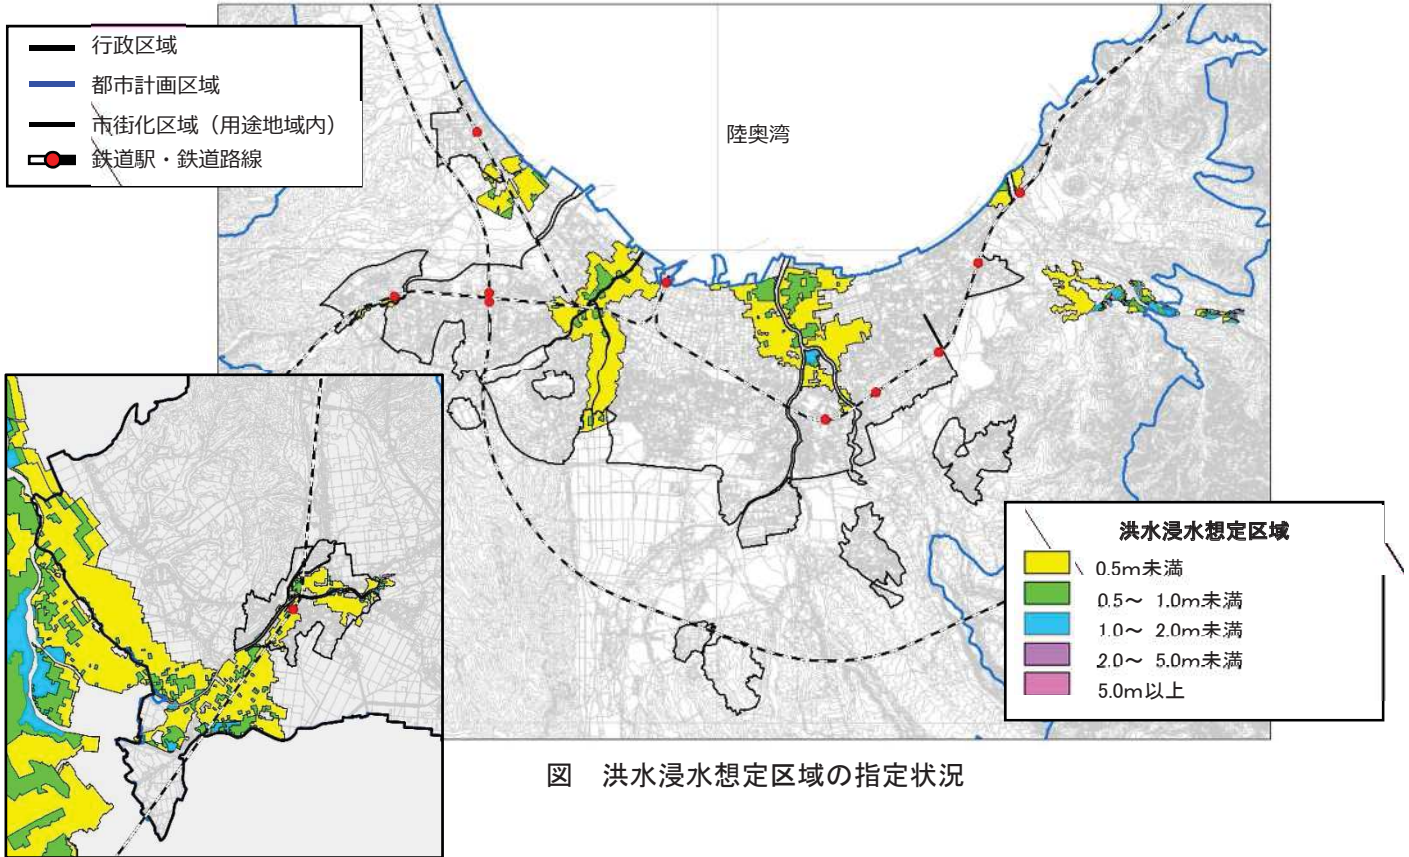 行政区域
都市計画区域
市街化区域（用途地域内）
鉄道駅・鉄道路線
陸奥湾
洪水浸水想定区域
0.5m未満
0.5～ 1.0m未満
1.0～ 2.0m未満
2.0～ 5.0m未満
5.0m以上
図　洪水浸水想定区域の指定状況